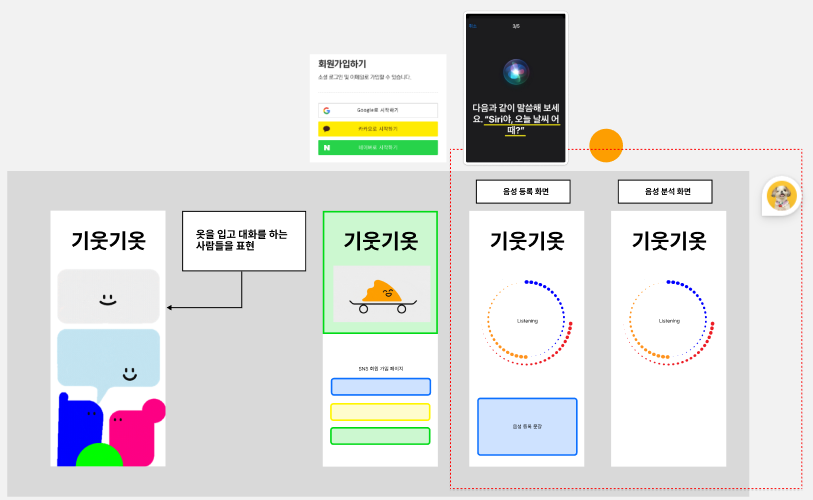 회원가입하기
소셜 로그인 및 이메일로 가입할 수 있습니다.
Google로 시작하기
카카오로 시작하기
네이버로 시작하기
3/5
다음과 같이 말씀해 보세
요. "Siri야, 오늘 날씨 어
때?"
음성 등록 화면
음성 분석 화면
기웃기옷
옷을 입고 대화를 하는
사람들을 표현
기웃기옷
SNS 회원 가입 페이지
기웃기옷
Listening
음성 등록 문장
기웃기옷
Listening